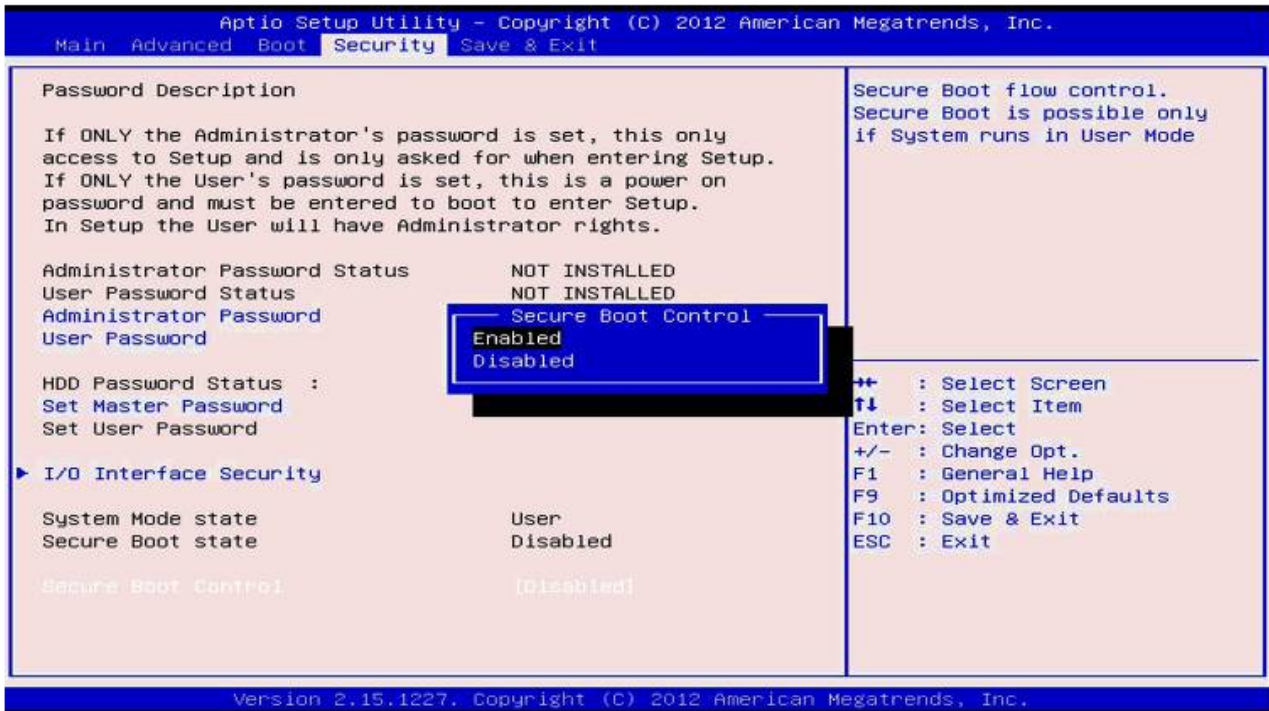 Aptio Setup Utility – Copyright (C) 2012 American Megatrends, Inc.
Main Advanced Boot Security Save & Exit
Password Description
If ONLY the Administrator's password is set, this only
access to Setup and is only asked for when entering Setup.
If ONLY the User's password is set, this is a power on
password and must be entered to boot to enter Setup.
In Setup the User will have Administrator rights.
Administrator Password Status NOT INSTALLED
User Password Status NOT INSTALLED
Administrator Password
User Password
HDD Password Status :
Set Master Password
Set User Password
I/O Interface Security
System Mode state User
Secure Boot state Disabled
Secure Boot Control [Disabled]
Secure Boot Control
Enabled
Disabled
Secure Boot flow control.
Secure Boot is possible only
if System runs in User Mode
→← : Select Screen
↑↓ : Select Item
Enter: Select
+/- : Change Opt.
F1 : General Help
F9 : Optimized Defaults
F10 : Save & Exit
ESC : Exit
Version 2.15.1227. Copyright (C) 2012 American Megatrends, Inc.